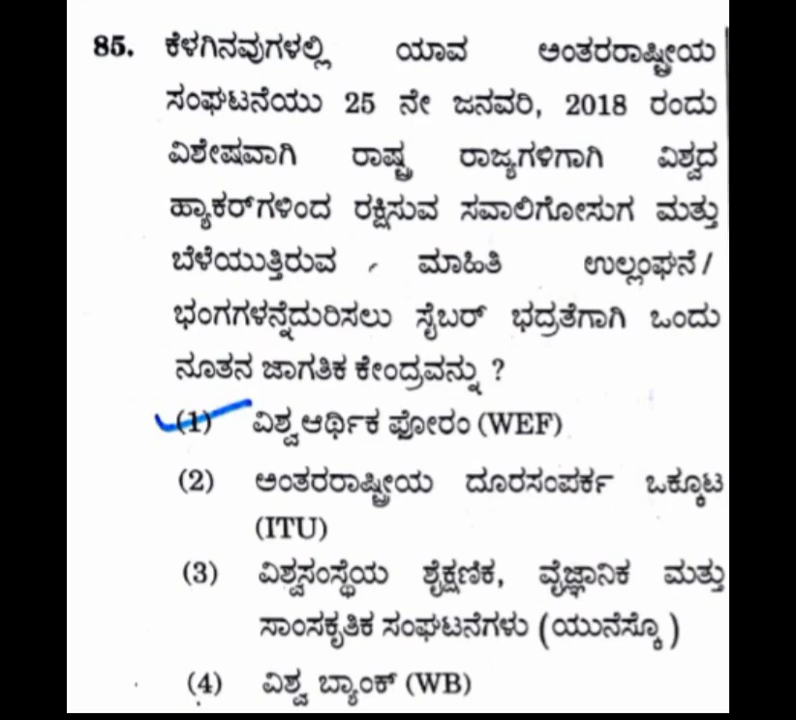 85. ಕೆಳಗಿನವುಗಳಲ್ಲಿ ಯಾವ ಅಂತರರಾಷ್ಟ್ರೀಯ
ಸಂಘಟನೆಯು 25 ನೇ ಜನವರಿ, 2018 ರಂದು
ವಿಶೇಷವಾಗಿ ರಾಷ್ಟ್ರ ರಾಜ್ಯಗಳಿಗಾಗಿ ವಿಶ್ವದ
ಹ್ಯಾಕರ್‌ಗಳಿಂದ ರಕ್ಷಿಸುವ ಸವಾಲಿಗೋಸುಗ ಮತ್ತು
ಬೆಳೆಯುತ್ತಿರುವ ಮಾಹಿತಿ ಉಲ್ಲಂಘನೆ/
ಭಂಗಗಳನ್ನೆದುರಿಸಲು ಸೈಬರ್ ಭದ್ರತೆಗಾಗಿ ಒಂದು
ನೂತನ ಜಾಗತಿಕ ಕೇಂದ್ರವನ್ನು ?
(1) ವಿಶ್ವ ಆರ್ಥಿಕ ಫೋರಂ (WEF)
(2) ಅಂತರರಾಷ್ಟ್ರೀಯ ದೂರಸಂಪರ್ಕ ಒಕ್ಕೂಟ
(ITU)
(3) ವಿಶ್ವಸಂಸ್ಥೆಯ ಶೈಕ್ಷಣಿಕ, ವೈಜ್ಞಾನಿಕ ಮತ್ತು
ಸಾಂಸಕೃತಿಕ ಸಂಘಟನೆಗಳು (ಯುನೆಸ್ಕೊ)
(4) ವಿಶ್ವ ಬ್ಯಾಂಕ್ (WB)